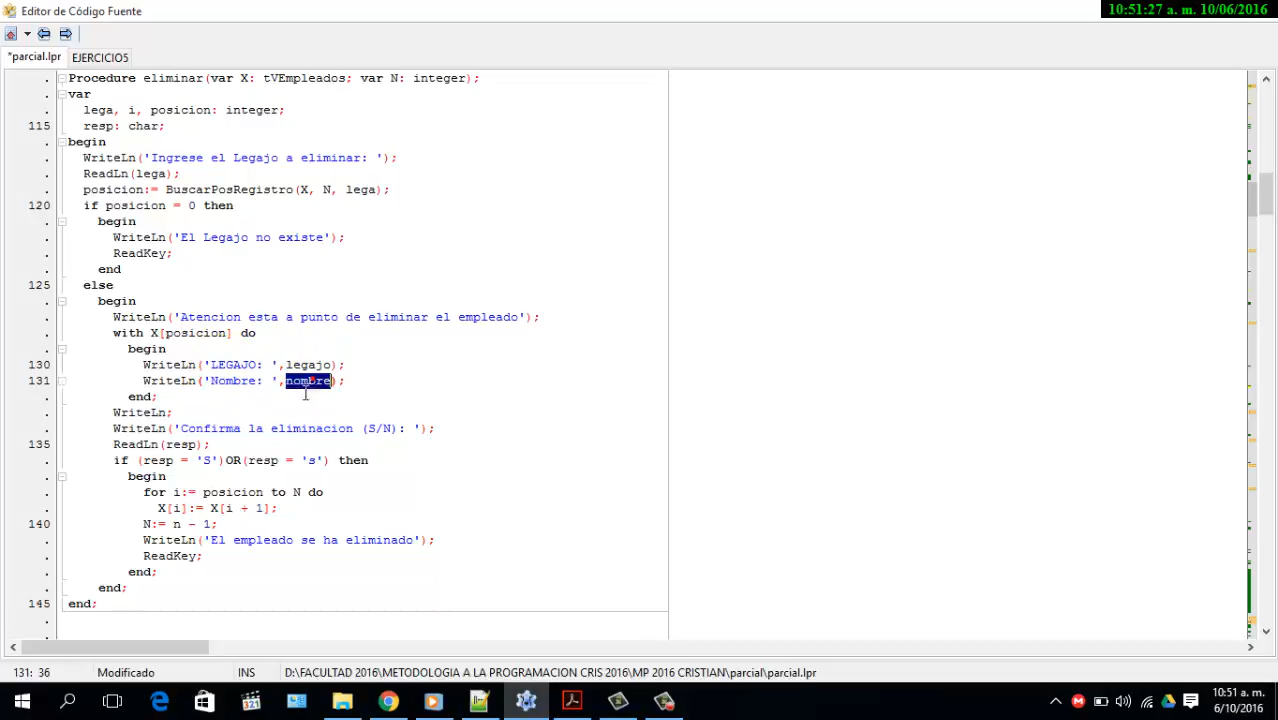 Editor de Código Fuente
10:51:27 a. m. 10/06/2016
*parcial.lpr EJERCICIO5
. Procedure eliminar(var X: tVEmpleados; var N: integer);
. var
. lega, i, posicion: integer;
115 resp: char;
. begin
. WriteLn('Ingrese el Legajo a eliminar: ');
. ReadLn(lega);
. posicion:= BuscarPosRegistro(X, N, lega);
120 if posicion = 0 then
. begin
. WriteLn('El Legajo no existe');
. ReadKey;
. end
125 else
. begin
. WriteLn('Atencion esta a punto de eliminar el empleado');
. with X[posicion] do
. begin
130 WriteLn('LEGAJO: ',legajo);
131 WriteLn('Nombre: ',nombre);
. end;
. WriteLn;
. WriteLn('Confirma la eliminacion (S/N): ');
135 ReadLn(resp);
. if (resp = 'S')OR(resp = 's') then
. begin
. for i:= posicion to N do
. X[i]:= X[i + 1];
140 N:= n - 1;
. WriteLn('El empleado se ha eliminado');
. ReadKey;
. end;
. end;
145 end;
.
131: 36 Modificado INS D:\FACULTAD 2016\METODOLOGIA A LA PROGRAMACION CRIS 2016\MP 2016 CRISTIAN\parcial\parcial.lpr
10:51 a. m.
6/10/2016